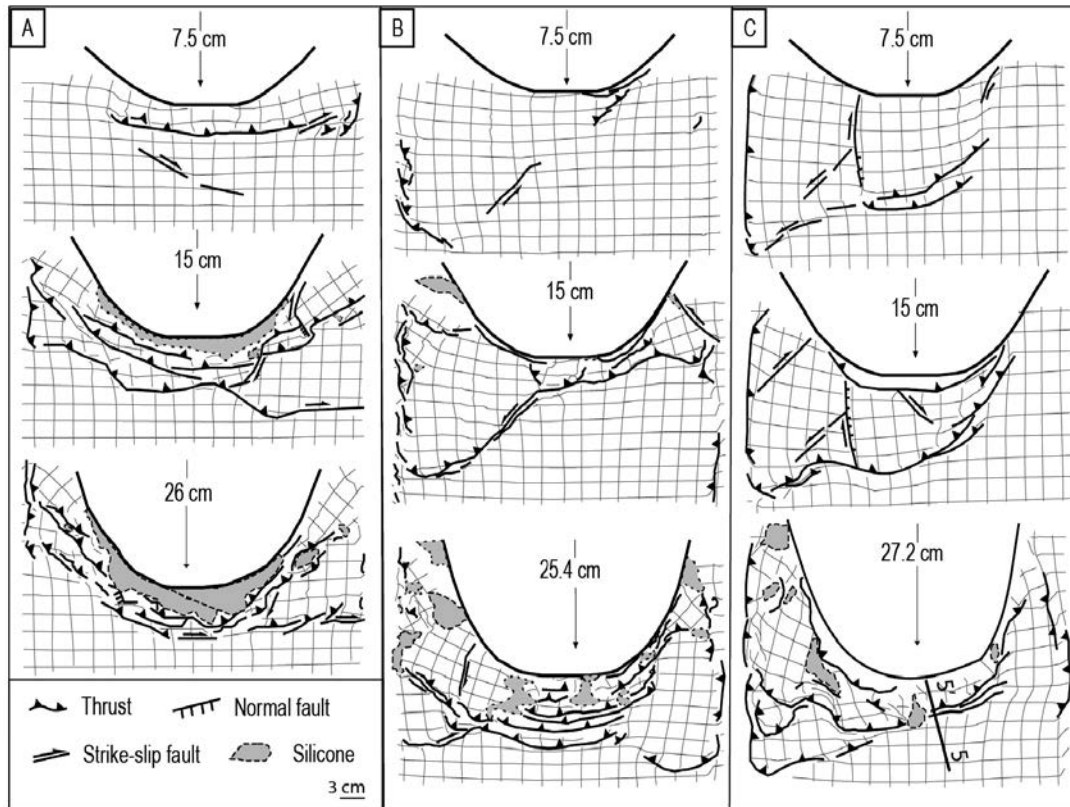 A
7.5 cm
15 cm
26 cm
Thrust
Normal fault
Strike-slip fault
Silicone
3 cm
B
7.5 cm
15 cm
25.4 cm
C
7.5 cm
15 cm
27.2 cm
5'
5